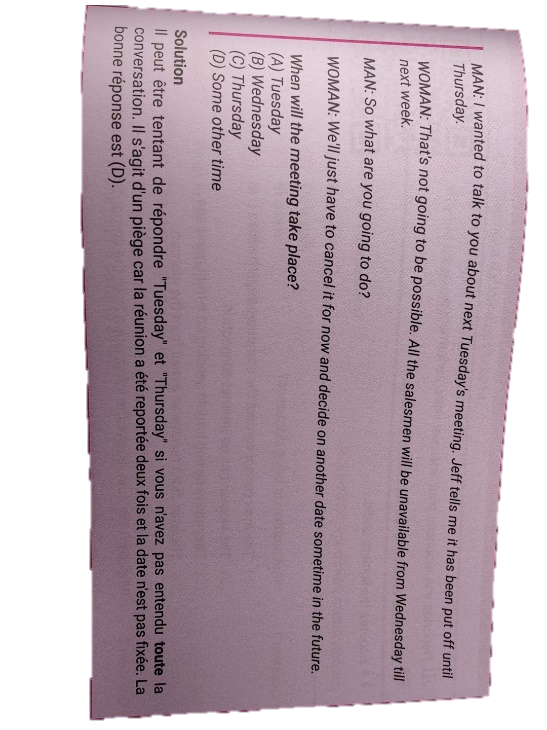 MAN: I wanted to talk to you about next Tuesday's meeting. Jeff tells me it has been put off until
Thursday.
WOMAN: That's not going to be possible. All the salesmen will be unavailable from Wednesday till
next week.
MAN: So what are you going to do?
WOMAN: We'll just have to cancel it for now and decide on another date sometime in the future.
When will the meeting take place?
(A) Tuesday
(B) Wednesday
(C) Thursday
(D) Some other time
Solution
Il peut être tentant de répondre "Tuesday" et "Thursday" si vous n'avez pas entendu toute la
conversation. Il s'agit d'un piège car la réunion a été reportée deux fois et la date n'est pas fixée. La
bonne réponse est (D).